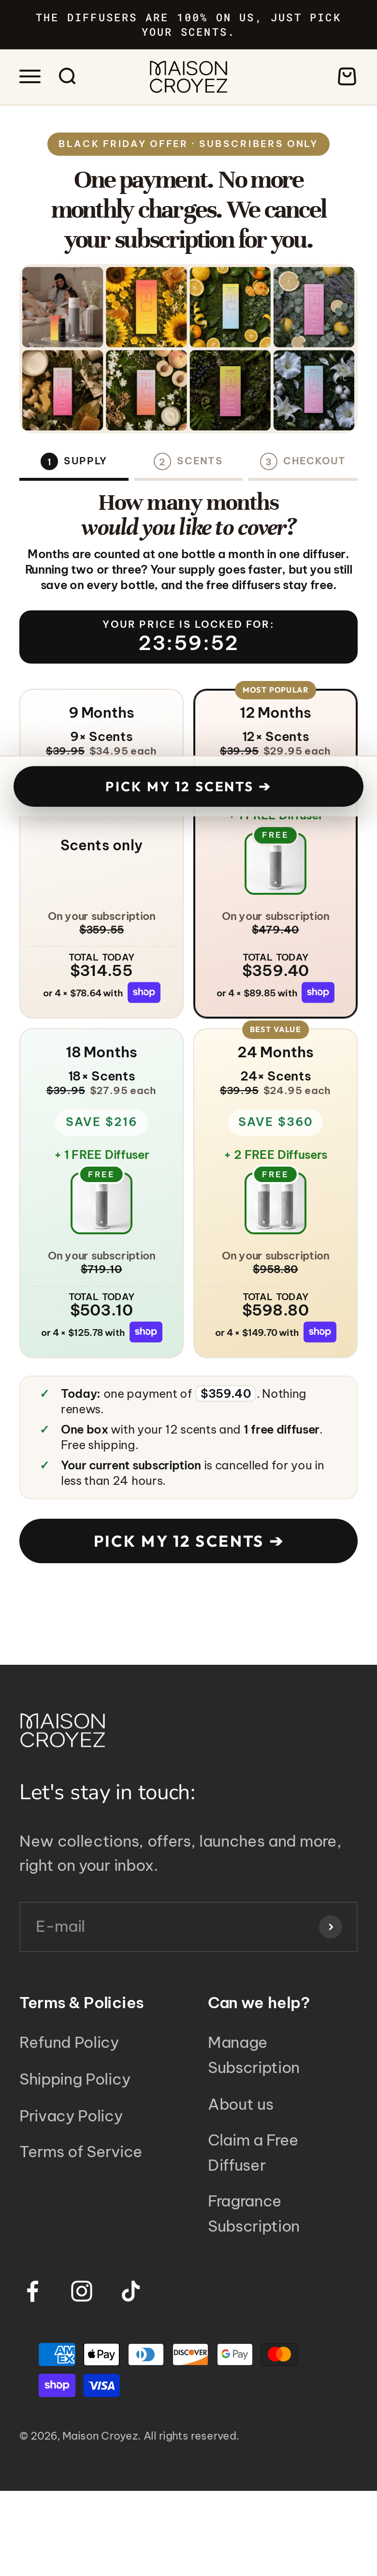 THE DIFFUSERS ARE 100% ON US, JUST PICK
YOUR SCENTS.
MAISON
CROYEZ
BLACK FRIDAY OFFER · SUBSCRIBERS ONLY
One payment. No more
monthly charges. We cancel
your subscription for you.
1 SUPPLY
2 SCENTS
3 CHECKOUT
How many months
would you like to cover?
Months are counted at one bottle a month in one diffuser.
Running two or three? Your supply goes faster, but you still
save on every bottle, and the free diffusers stay free.
YOUR PRICE IS LOCKED FOR:
23:59:52
9 Months
9× Scents
$39.95 $34.95 each
MOST POPULAR
12 Months
12× Scents
$39.95 $29.95 each
PICK MY 12 SCENTS ➔
Scents only
On your subscription
$359.55
TOTAL TODAY
$314.55
or 4 × $78.64 with shop
+ 1 FREE Diffuser
FREE
On your subscription
$479.40
TOTAL TODAY
$359.40
or 4 × $89.85 with shop
18 Months
18× Scents
$39.95 $27.95 each
SAVE $216
+ 1 FREE Diffuser
FREE
On your subscription
$719.10
TOTAL TODAY
$503.10
or 4 × $125.78 with shop
BEST VALUE
24 Months
24× Scents
$39.95 $24.95 each
SAVE $360
+ 2 FREE Diffusers
FREE
On your subscription
$958.80
TOTAL TODAY
$598.80
or 4 × $149.70 with shop
✓ Today: one payment of $359.40. Nothing
renews.
✓ One box with your 12 scents and 1 free diffuser.
Free shipping.
✓ Your current subscription is cancelled for you in
less than 24 hours.
PICK MY 12 SCENTS ➔
MAISON
CROYEZ
Let's stay in touch:
New collections, offers, launches and more,
right on your inbox.
E-mail
Terms & Policies
Refund Policy
Shipping Policy
Privacy Policy
Terms of Service
Can we help?
Manage
Subscription
About us
Claim a Free
Diffuser
Fragrance
Subscription
AMEX
Pay
DISCOVER
G Pay
shop
VISA
© 2026, Maison Croyez. All rights reserved.